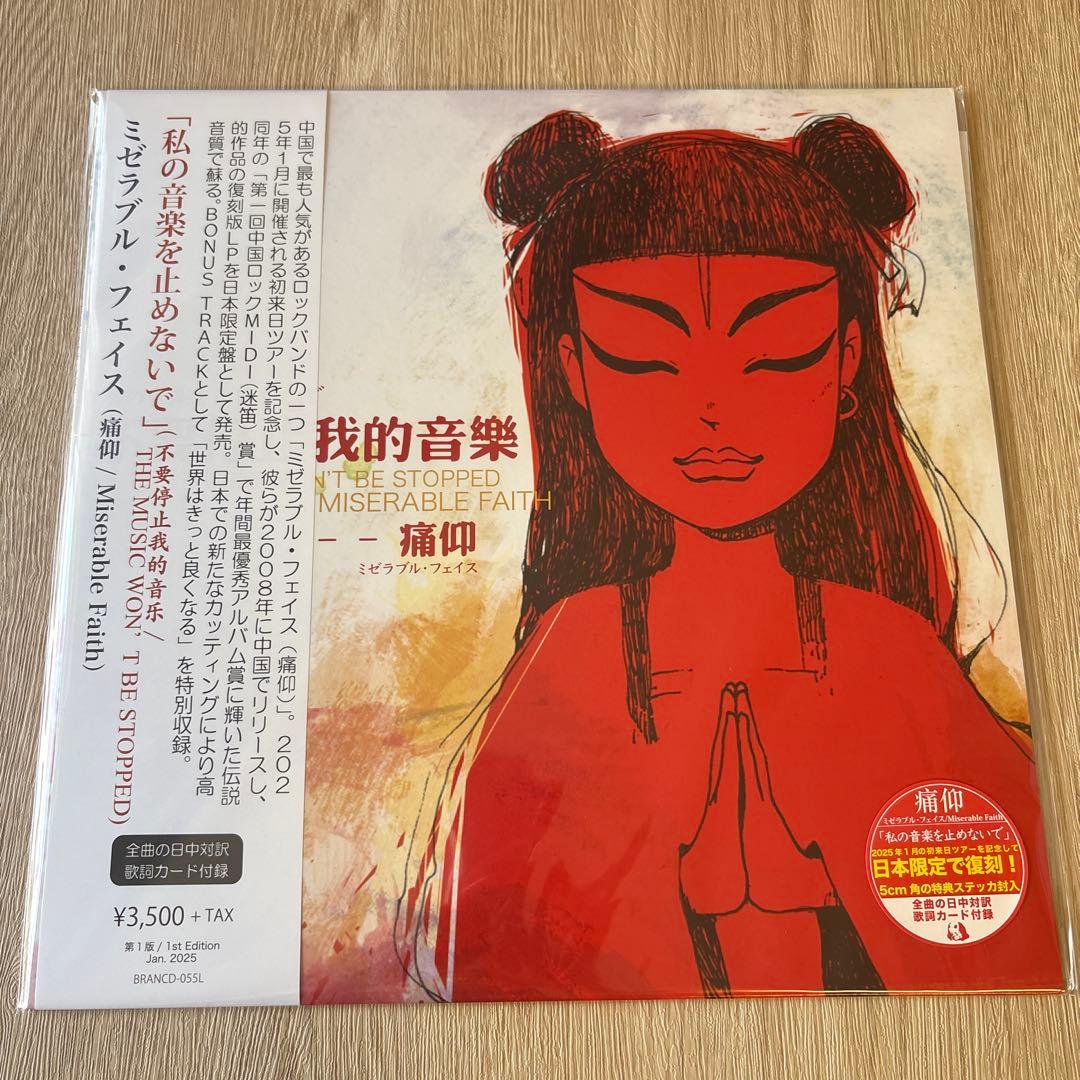 「私の音楽を止めないで」(不要停止我的音乐/
THE MUSIC WON'T BE STOPPED)
ミゼラブル・フェイス(痛仰 / Miserable Faith)
中国で最も人気があるロックバンドの一つ「ミゼラブル・フェイス(痛仰)」。202
5年1月に開催される初来日ツアーを記念し、彼らが2008年に中国でリリースし、
同年の「第一回中国ロックMIDI(迷笛)賞」で年間最優秀アルバム賞に輝いた伝説
的作品の復刻版LPを日本限定盤として発売。日本での新たなカッティングにより高
音質で蘇る。BONUS TRACKとして「世界はきっと良くなる」を特別収録。
全曲の日中対訳
歌詞カード付録
¥3,500 + TAX
第1版 / 1st Edition
Jan. 2025
BRANCD-055L
我的音樂
N'T BE STOPPED
MISERABLE FAITH
－－ 痛仰
ミゼラブル・フェイス
痛仰
ミゼラブル・フェイス/Miserable Faith
「私の音楽を止めないで」
2025年1月の初来日ツアーを記念して
日本限定で復刻！
5cm角の特典ステッカ封入
全曲の日中対訳
歌詞カード付録